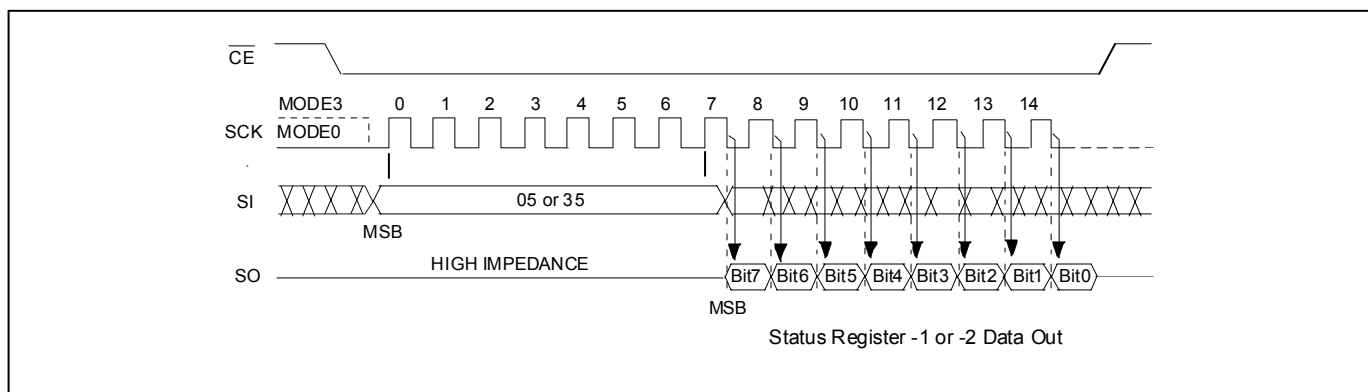 CE
MODE3 0 1 2 3 4 5 6 7 8 9 10 11 12 13 14
SCK MODE0
SI 05 or 35
MSB
SO HIGH IMPEDANCE Bit7 Bit6 Bit5 Bit4 Bit3 Bit2 Bit1 Bit0
MSB
Status Register -1 or -2 Data Out